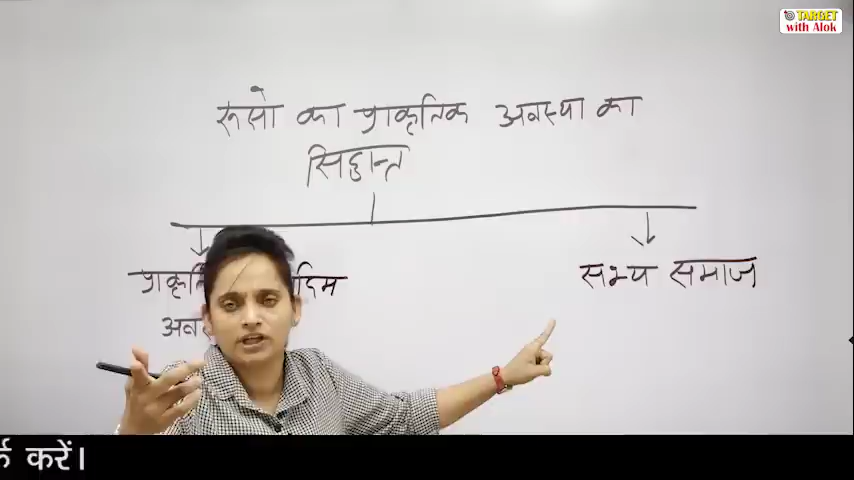 TARGET
with Alok
रूसो का प्राकृतिक अवस्था का
सिद्धान्त
सभ्य समाज
करें।